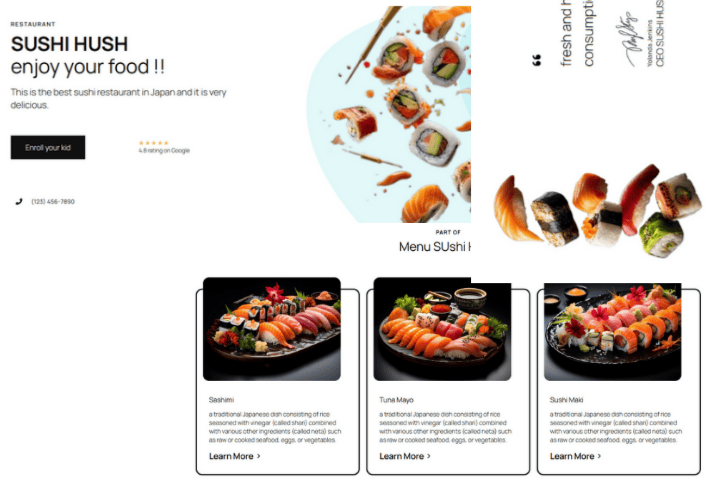 RESTAURANT
SUSHI HUSH
enjoy your food !!
This is the best sushi restaurant in Japan and it is very
delicious.
Enroll your kid
★★★★★
4.8 rating on Google
(123) 456-7890
❝
fresh and h
consumpti
Yolanda Jenkins
CEO SUSHI HUS
PART OF
Menu SUshi H
Sashimi
a traditional Japanese dish consisting of rice
seasoned with vinegar (called shari) combined
with various other ingredients (called neta) such
as raw or cooked seafood, eggs, or vegetables.
Learn More >
Tuna Mayo
a traditional Japanese dish consisting of rice
seasoned with vinegar (called shari) combined
with various other ingredients (called neta) such
as raw or cooked seafood, eggs, or vegetables.
Learn More >
Sushi Maki
a traditional Japanese dish consisting of rice
seasoned with vinegar (called shari) combined
with various other ingredients (called neta) such
as raw or cooked seafood, eggs, or vegetables.
Learn More >